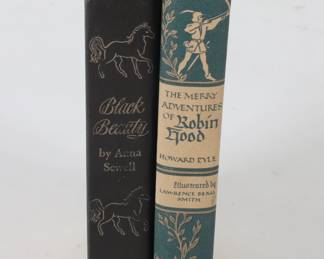 Black
Beauty
by Anna
Sewell
THE MERRY
ADVENTURES
OF Robin
Hood
HOWARD PYLE
Illustrated by
LAWRENCE BEALL
SMITH